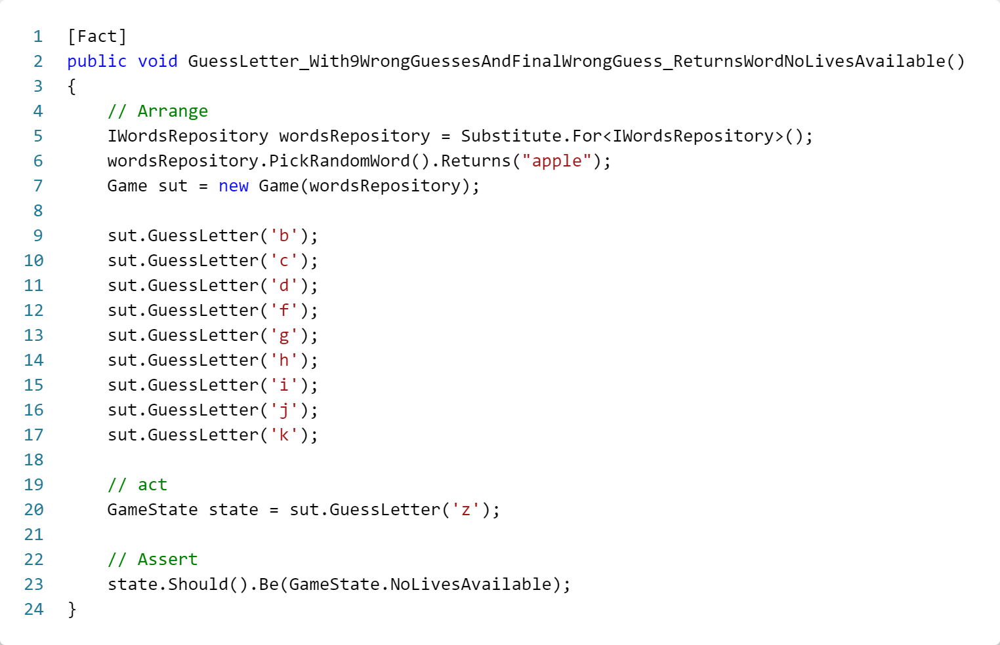 1 [Fact]
2 public void GuessLetter_With9WrongGuessesAndFinalWrongGuess_ReturnsWordNoLivesAvailable()
3 {
4     // Arrange
5     IWordsRepository wordsRepository = Substitute.For<IWordsRepository>();
6     wordsRepository.PickRandomWord().Returns("apple");
7     Game sut = new Game(wordsRepository);
8
9     sut.GuessLetter('b');
10     sut.GuessLetter('c');
11     sut.GuessLetter('d');
12     sut.GuessLetter('f');
13     sut.GuessLetter('g');
14     sut.GuessLetter('h');
15     sut.GuessLetter('i');
16     sut.GuessLetter('j');
17     sut.GuessLetter('k');
18
19     // act
20     GameState state = sut.GuessLetter('z');
21
22     // Assert
23     state.Should().Be(GameState.NoLivesAvailable);
24 }